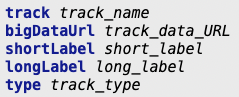 track track_name
bigDataUrl track_data_URL
shortLabel short_label
longLabel long_label
type track_type